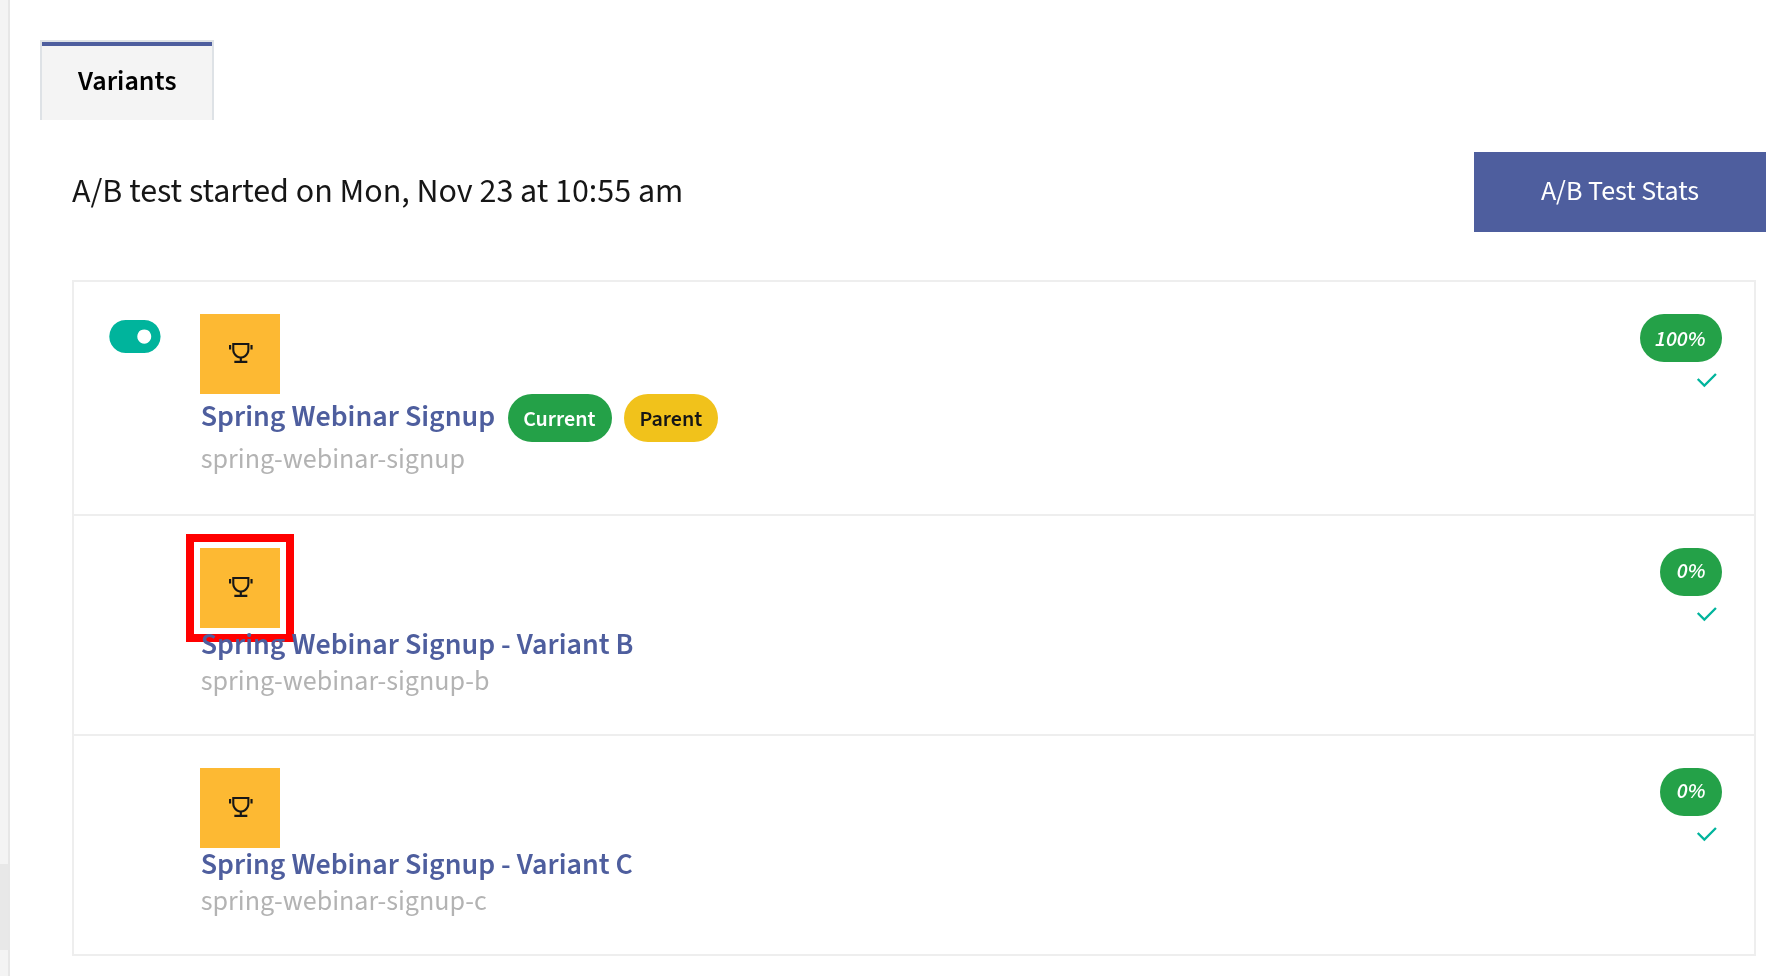 Variants
A/B test started on Mon, Nov 23 at 10:55 am
A/B Test Stats
100%
Spring Webinar Signup Current Parent
spring-webinar-signup
0%
Spring Webinar Signup - Variant B
spring-webinar-signup-b
0%
Spring Webinar Signup - Variant C
spring-webinar-signup-c